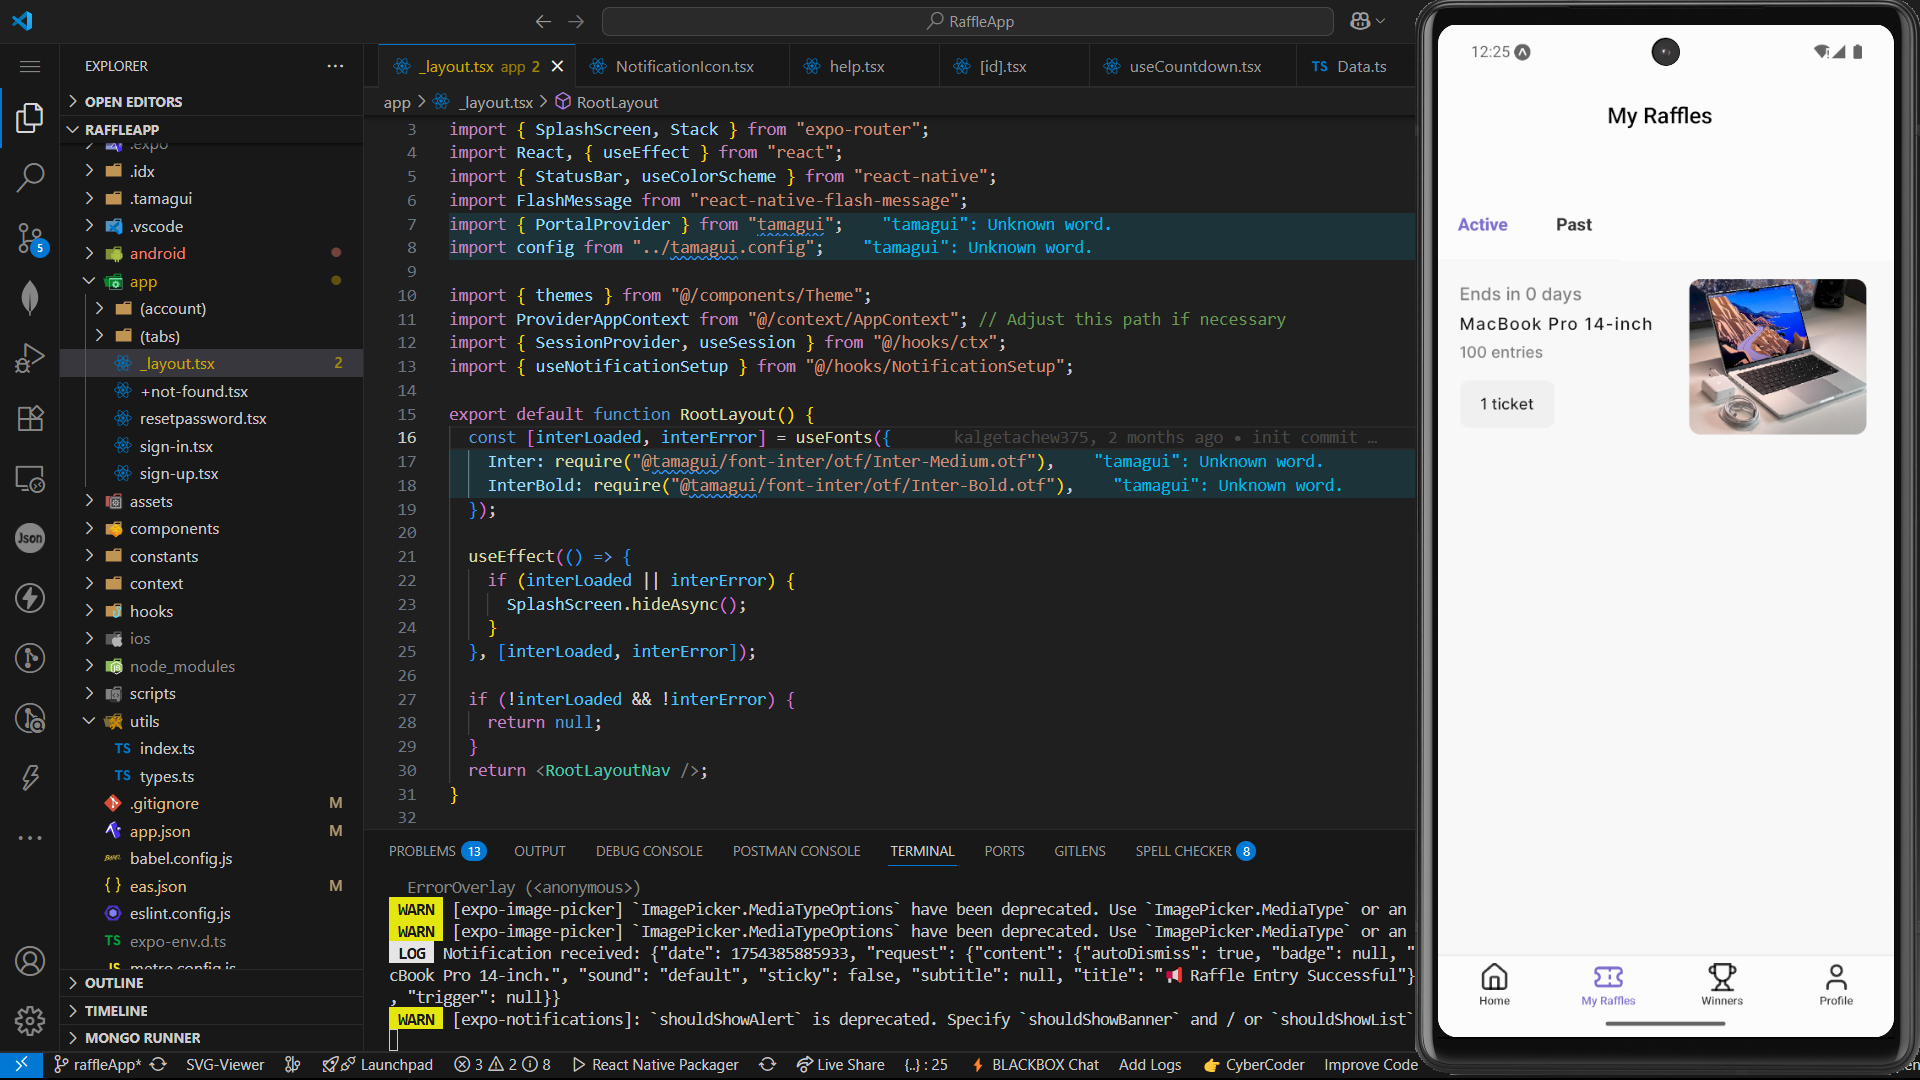 RaffleApp
EXPLORER
OPEN EDITORS
RAFFLEAPP
.expo
.idx
.tamagui
.vscode
android
app
(account)
(tabs)
_layout.tsx 2
+not-found.tsx
resetpassword.tsx
sign-in.tsx
sign-up.tsx
assets
components
constants
context
hooks
ios
node_modules
scripts
utils
TS index.ts
TS types.ts
.gitignore M
app.json M
babel.config.js
eas.json M
eslint.config.js
TS expo-env.d.ts
JS metro.config.js
OUTLINE
TIMELINE
MONGO RUNNER
5
Json
_layout.tsx app 2
NotificationIcon.tsx
help.tsx
[id].tsx
useCountdown.tsx
TS Data.ts
app > _layout.tsx > RootLayout
3 import { SplashScreen, Stack } from "expo-router";
4 import React, { useEffect } from "react";
5 import { StatusBar, useColorScheme } from "react-native";
6 import FlashMessage from "react-native-flash-message";
7 import { PortalProvider } from "tamagui"; "tamagui": Unknown word.
8 import config from "../tamagui.config"; "tamagui": Unknown word.
9
10 import { themes } from "@/components/Theme";
11 import ProviderAppContext from "@/context/AppContext"; // Adjust this path if necessary
12 import { SessionProvider, useSession } from "@/hooks/ctx";
13 import { useNotificationSetup } from "@/hooks/NotificationSetup";
14
15 export default function RootLayout() {
16 const [interLoaded, interError] = useFonts({ kalgetachew375, 2 months ago • init commit …
17 Inter: require("@tamagui/font-inter/otf/Inter-Medium.otf"), "tamagui": Unknown word.
18 InterBold: require("@tamagui/font-inter/otf/Inter-Bold.otf"), "tamagui": Unknown word.
19 });
20
21 useEffect(() => {
22 if (interLoaded || interError) {
23 SplashScreen.hideAsync();
24 }
25 }, [interLoaded, interError]);
26
27 if (!interLoaded && !interError) {
28 return null;
29 }
30 return <RootLayoutNav />;
31 }
32
PROBLEMS 13 OUTPUT DEBUG CONSOLE POSTMAN CONSOLE TERMINAL PORTS GITLENS SPELL CHECKER 8
ErrorOverlay (<anonymous>)
WARN [expo-image-picker] `ImagePicker.MediaTypeOptions` have been deprecated. Use `ImagePicker.MediaType` or an
WARN [expo-image-picker] `ImagePicker.MediaTypeOptions` have been deprecated. Use `ImagePicker.MediaType` or an
LOG Notification received: {"date": 1754385885933, "request": {"content": {"autoDismiss": true, "badge": null, "
cBook Pro 14-inch.", "sound": "default", "sticky": false, "subtitle": null, "title": "📢 Raffle Entry Successful"}
, "trigger": null}}
WARN [expo-notifications]: `shouldShowAlert` is deprecated. Specify `shouldShowBanner` and / or `shouldShowList`
raffleApp* SVG-Viewer Launchpad 3 2 8 React Native Packager Live Share {..} : 25 BLACKBOX Chat Add Logs 👉 CyberCoder Improve Code
12:25
My Raffles
Active Past
Ends in 0 days
MacBook Pro 14-inch
100 entries
1 ticket
Home My Raffles Winners Profile